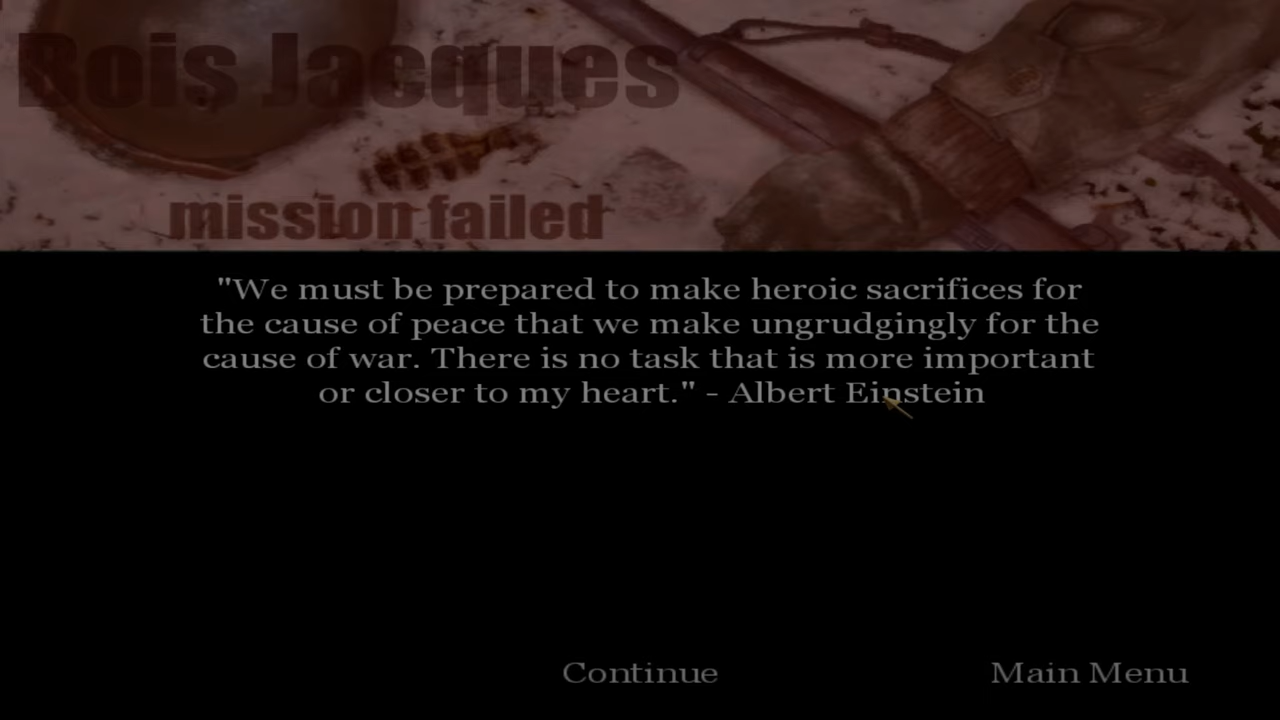 Bois Jacques
mission failed
"We must be prepared to make heroic sacrifices for
the cause of peace that we make ungrudgingly for the
cause of war. There is no task that is more important
or closer to my heart." - Albert Einstein
Continue
Main Menu